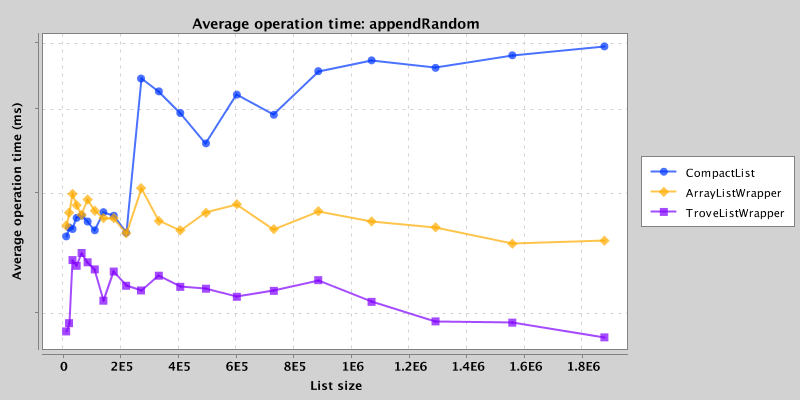 Average operation time: appendRandom
Average operation time (ms)
CompactList
ArrayListWrapper
TroveListWrapper
0 2E5 4E5 6E5 8E5 1E6 1.2E6 1.4E6 1.6E6 1.8E6
List size